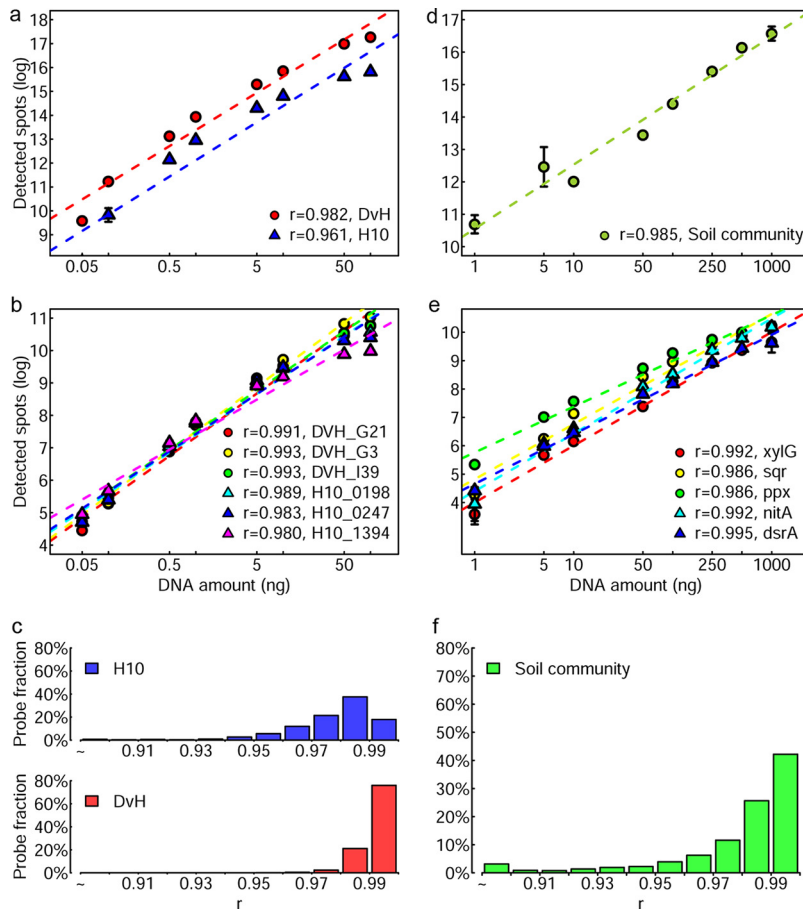 a
Detected spots (log)
18
17
16
15
14
13
12
11
10
9
r=0.982, DvH
r=0.961, H10
0.05
0.5
5
50
d
17
16
15
14
13
12
11
10
r=0.985, Soil community
1
5
10
50
250
1000
b
Detected spots (log)
11
10
9
8
7
6
5
4
r=0.991, DVH_G21
r=0.993, DVH_G3
r=0.993, DVH_I39
r=0.989, H10_0198
r=0.983, H10_0247
r=0.980, H10_1394
0.05
0.5
5
50
DNA amount (ng)
e
10
9
8
7
6
5
4
r=0.992, xylG
r=0.986, sqr
r=0.986, ppx
r=0.992, nitA
r=0.995, dsrA
1
5
10
50
250
1000
DNA amount (ng)
c
Probe fraction
80%
60%
40%
20%
0%
H10
~
0.91
0.93
0.95
0.97
0.99
Probe fraction
80%
60%
40%
20%
0%
DvH
~
0.91
0.93
0.95
0.97
0.99
r
f
80%
70%
60%
50%
40%
30%
20%
10%
0%
Soil community
~
0.91
0.93
0.95
0.97
0.99
r